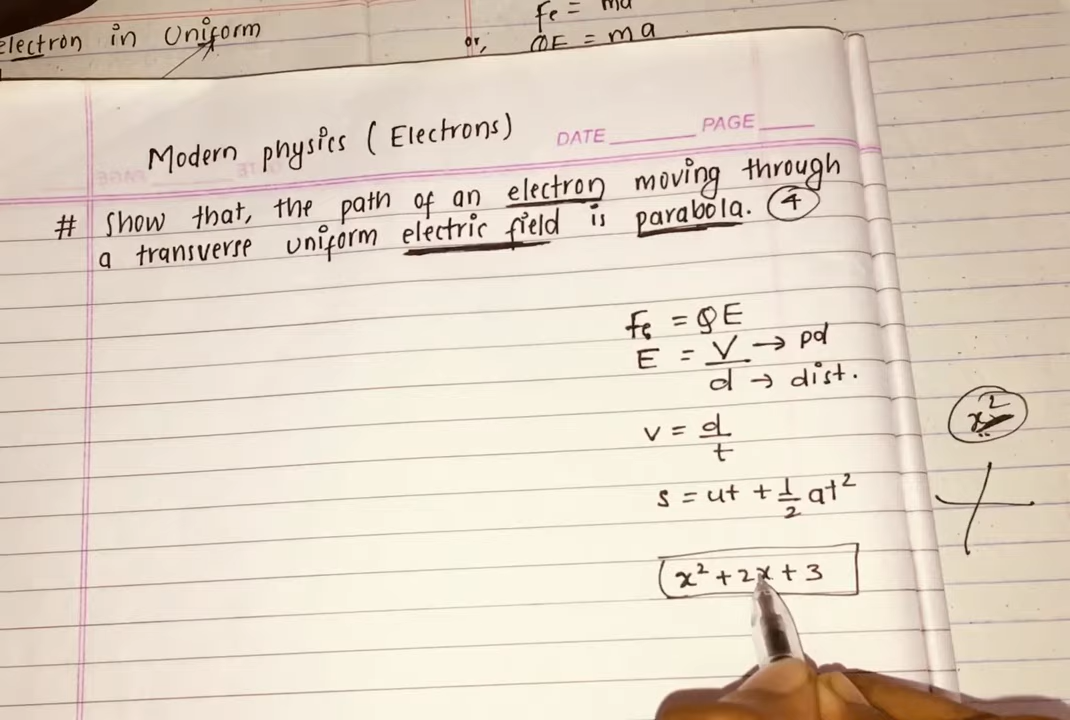 electron in Uniform
Fe = ma
or, QE = ma
Modern physics (Electrons)
DATE PAGE
# Show that, the path of an electron moving through
a transverse uniform electric field is parabola. 4
Fe = QE
E = V/d → pd
→ dist.
v = d/t
s = ut + 1/2 at²
x² + 2x + 3
x²